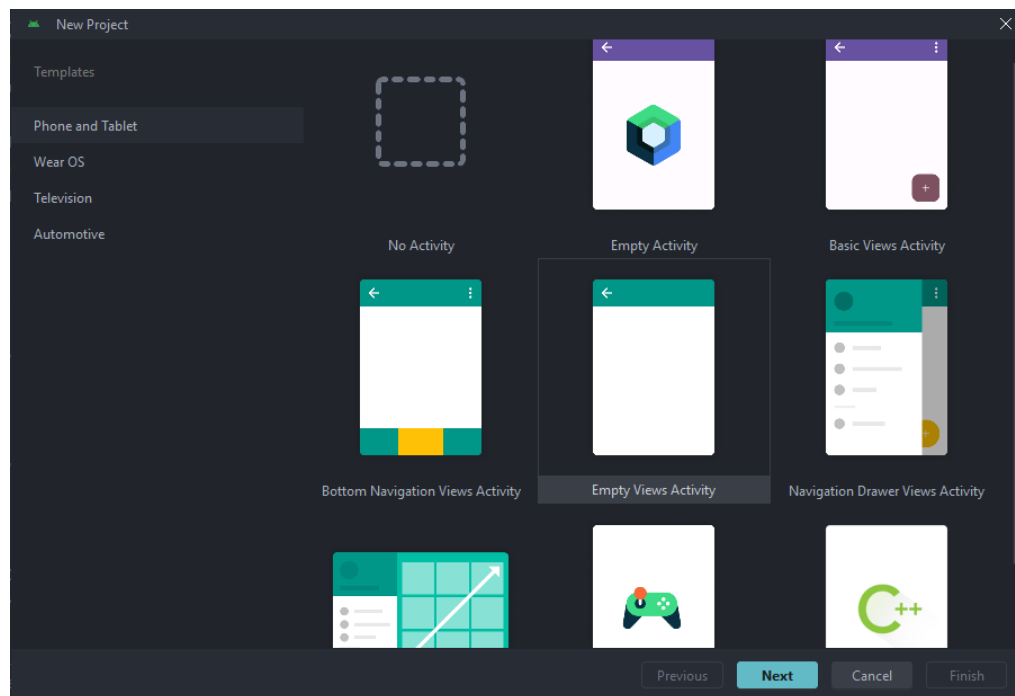 New Project
Templates
Phone and Tablet
Wear OS
Television
Automotive
No Activity
Empty Activity
Basic Views Activity
Bottom Navigation Views Activity
Empty Views Activity
Navigation Drawer Views Activity
C++
Previous
Next
Cancel
Finish